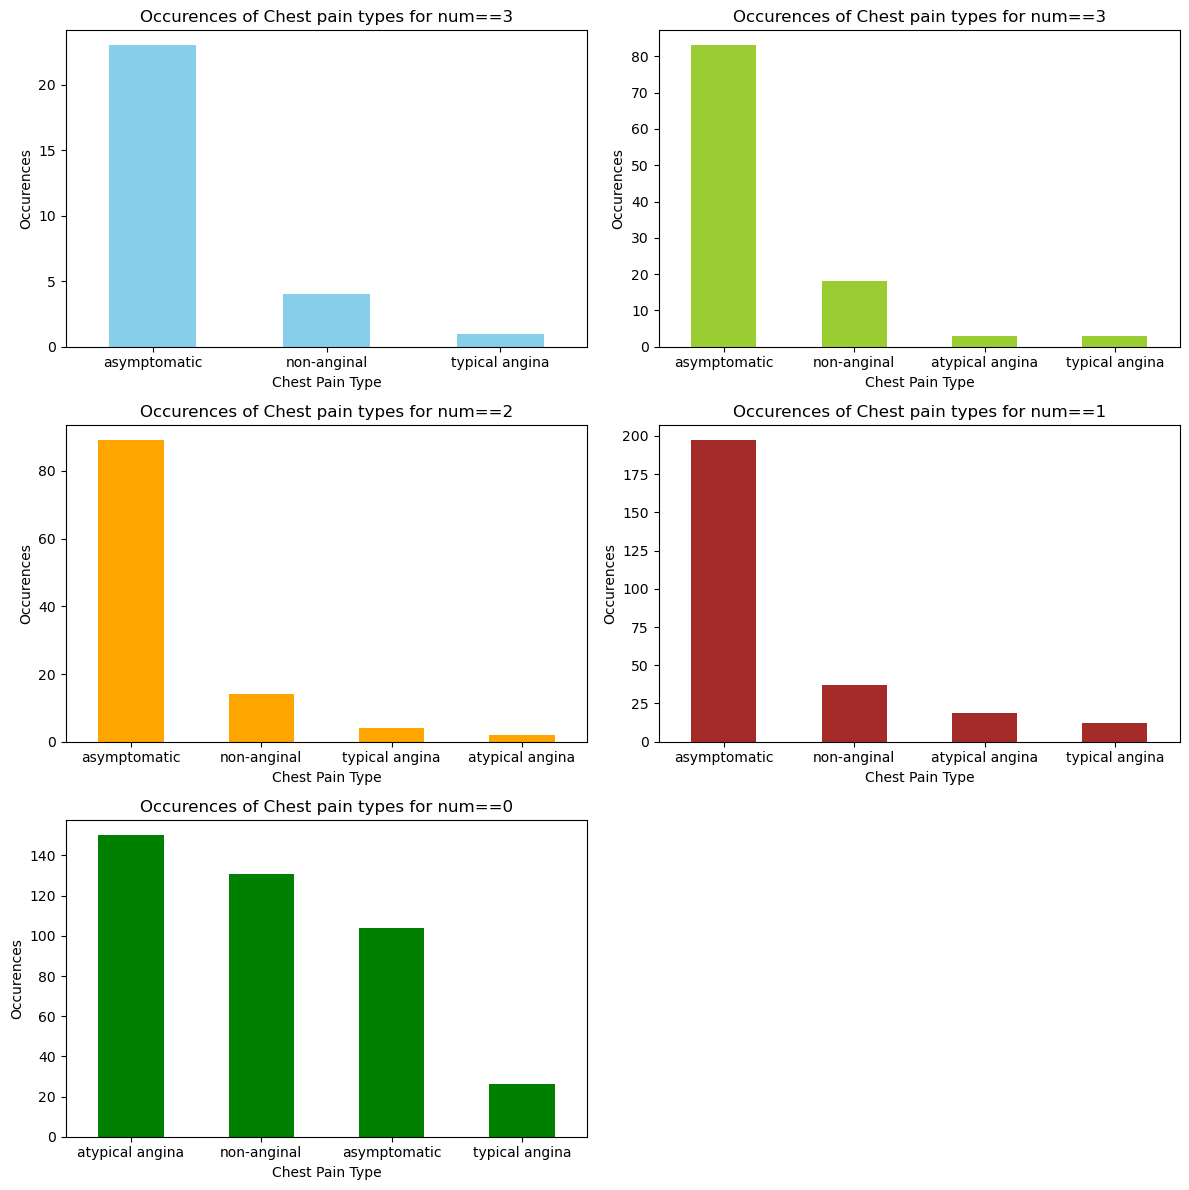 Occurences of Chest pain types for num==3
Occurences
20
15
10
5
0
asymptomatic non-anginal typical angina
Chest Pain Type
Occurences of Chest pain types for num==3
Occurences
80
70
60
50
40
30
20
10
0
asymptomatic non-anginal atypical angina typical angina
Chest Pain Type
Occurences of Chest pain types for num==2
Occurences
80
60
40
20
0
asymptomatic non-anginal typical angina atypical angina
Chest Pain Type
Occurences of Chest pain types for num==1
Occurences
200
175
150
125
100
75
50
25
0
asymptomatic non-anginal atypical angina typical angina
Chest Pain Type
Occurences of Chest pain types for num==0
Occurences
140
120
100
80
60
40
20
0
atypical angina non-anginal asymptomatic typical angina
Chest Pain Type